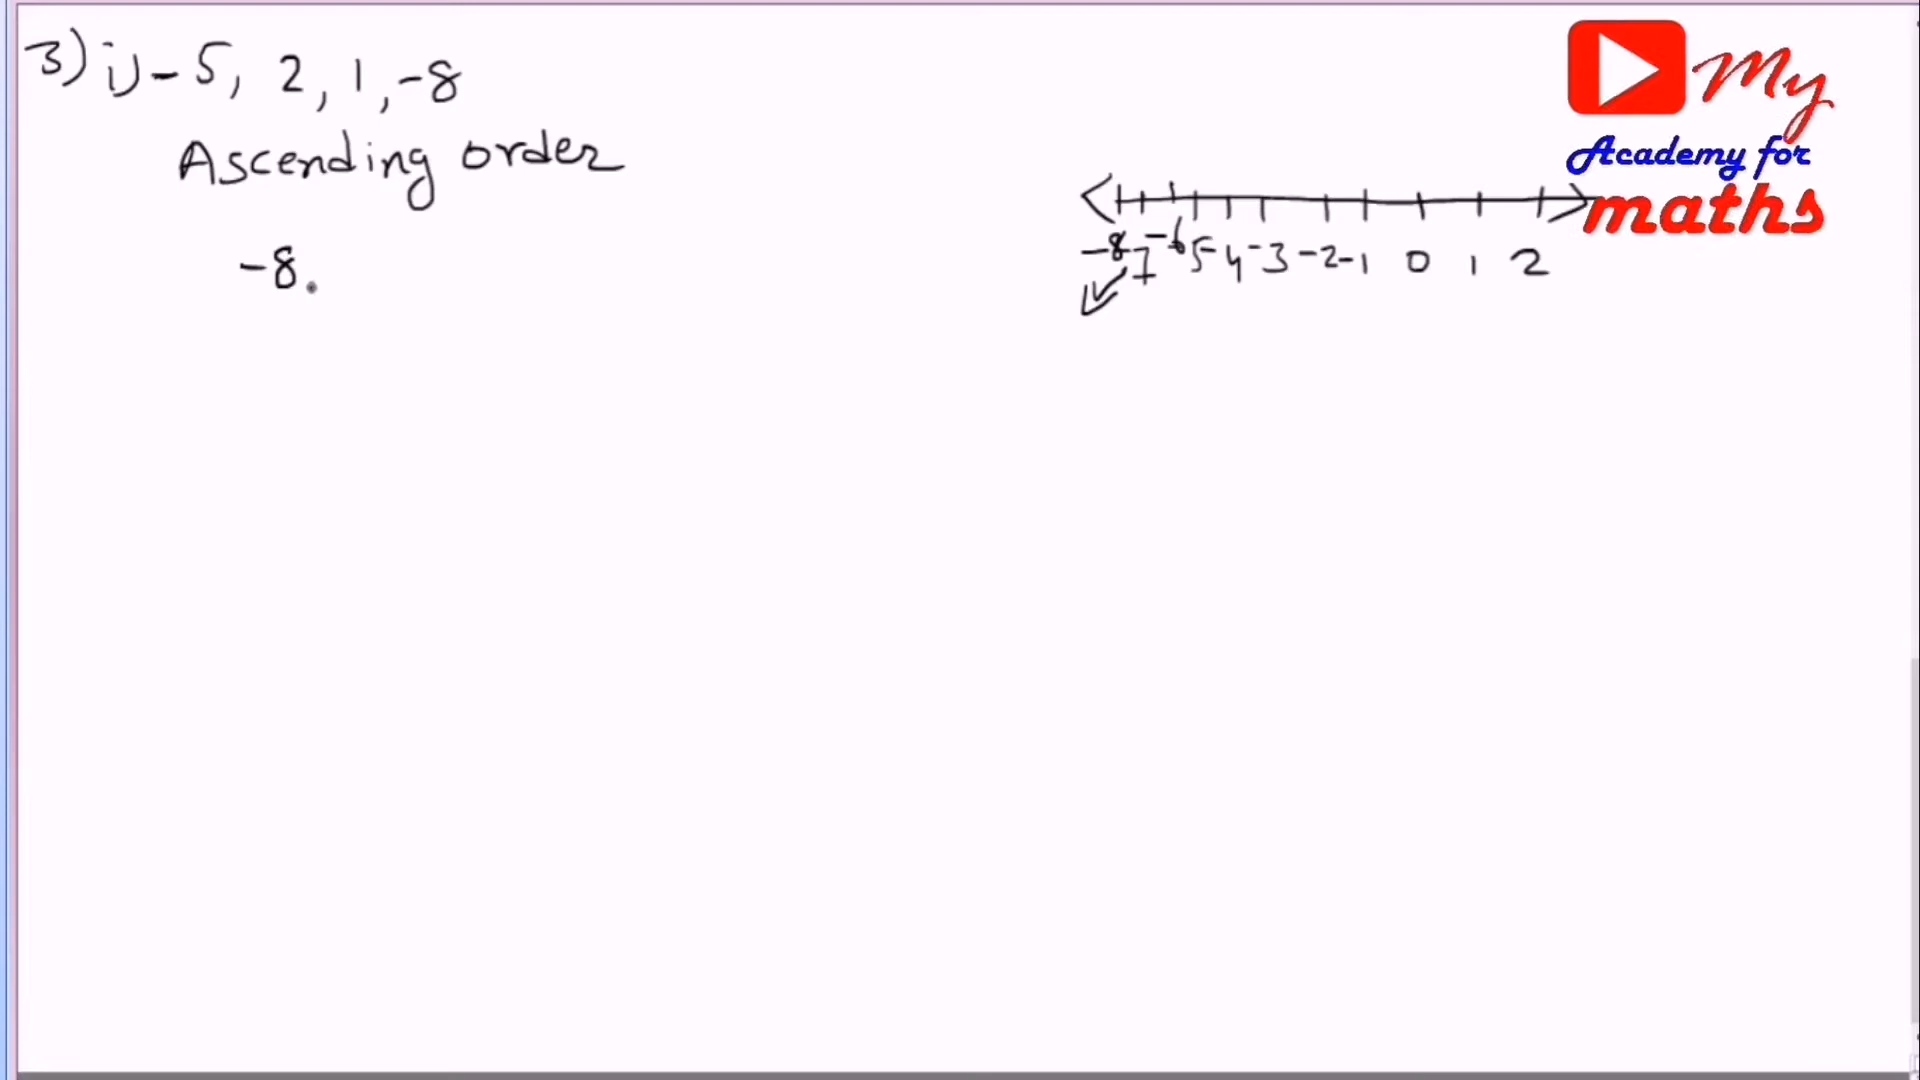 3) i) -5, 2, 1, -8
Ascending order
-8.
-8 7 -6 5 -4 -3 -2 -1 0 1 2
My
Academy for
maths